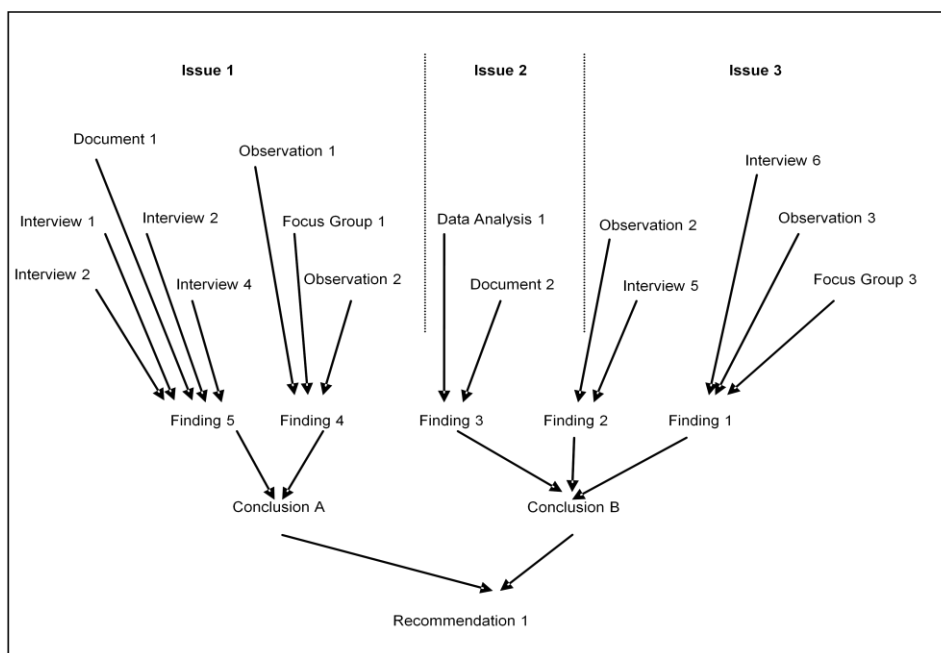 Issue 1
Issue 2
Issue 3
Document 1
Observation 1
Interview 6
Interview 1
Interview 2
Focus Group 1
Data Analysis 1
Observation 2
Observation 3
Interview 2
Interview 4
Observation 2
Document 2
Interview 5
Focus Group 3
Finding 5
Finding 4
Finding 3
Finding 2
Finding 1
Conclusion A
Conclusion B
Recommendation 1